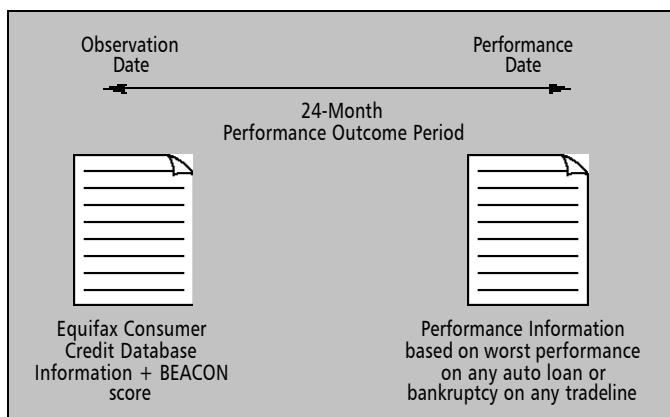 Observation
Date
Performance
Date
24-Month
Performance Outcome Period
Equifax Consumer
Credit Database
Information + BEACON
score
Performance Information
based on worst performance
on any auto loan or
bankruptcy on any tradeline